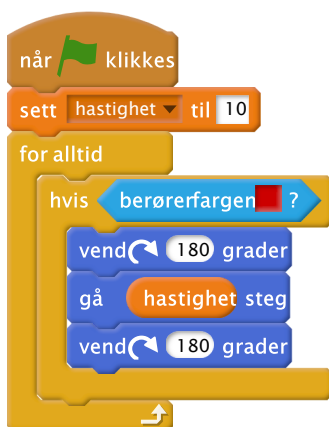 når klikkes
sett hastighet til 10
for alltid
hvis berørerfargen ?
vend 180 grader
gå hastighet steg
vend 180 grader